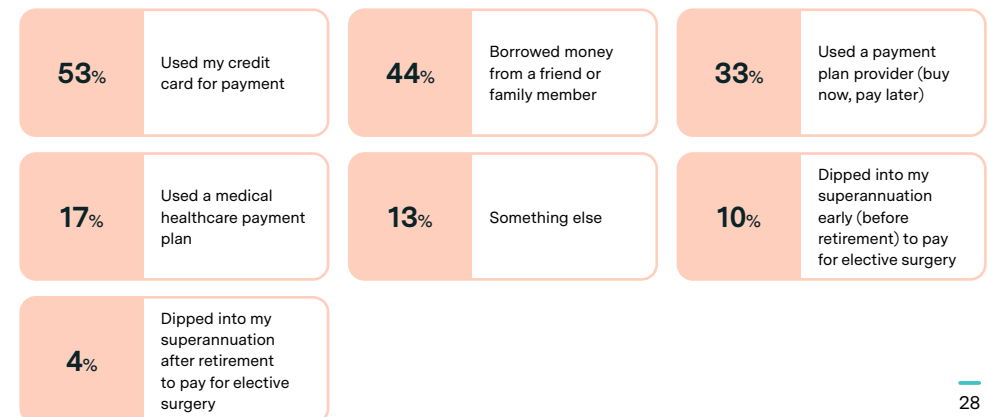 53%
Used my credit
card for payment
44%
Borrowed money
from a friend or
family member
33%
Used a payment
plan provider (buy
now, pay later)
17%
Used a medical
healthcare payment
plan
13%
Something else
10%
Dipped into my
superannuation
early (before
retirement) to pay
for elective surgery
4%
Dipped into my
superannuation
after retirement
to pay for elective
surgery
28